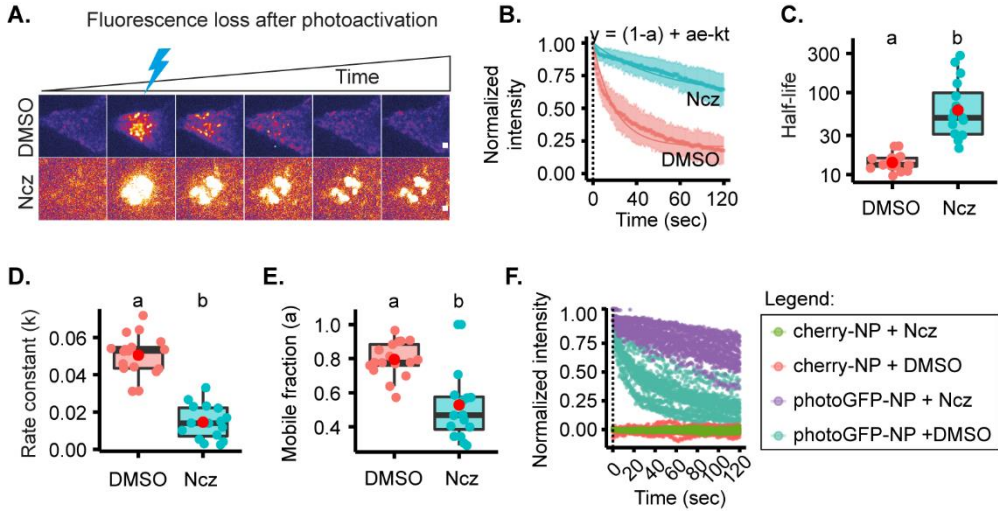 A.
Fluorescence loss after photoactivation
Time
DMSO
Ncz
B.
y = (1-a) + ae-kt
1.00
0.75
0.50
0.25
0.00
Normalized
intensity
Ncz
DMSO
0
40
80
120
Time (sec)
C.
a
b
300
100
30
10
Half-life
DMSO
Ncz
D.
a
b
0.06
0.04
0.02
0.00
Rate constant (k)
DMSO
Ncz
E.
a
b
1.0
0.8
0.6
0.4
Mobile fraction (a)
DMSO
Ncz
F.
1.00
0.75
0.50
0.25
0.00
Normalized intensity
0
20
40
60
80
100
120
Time (sec)
Legend:
cherry-NP + Ncz
cherry-NP + DMSO
photoGFP-NP + Ncz
photoGFP-NP +DMSO